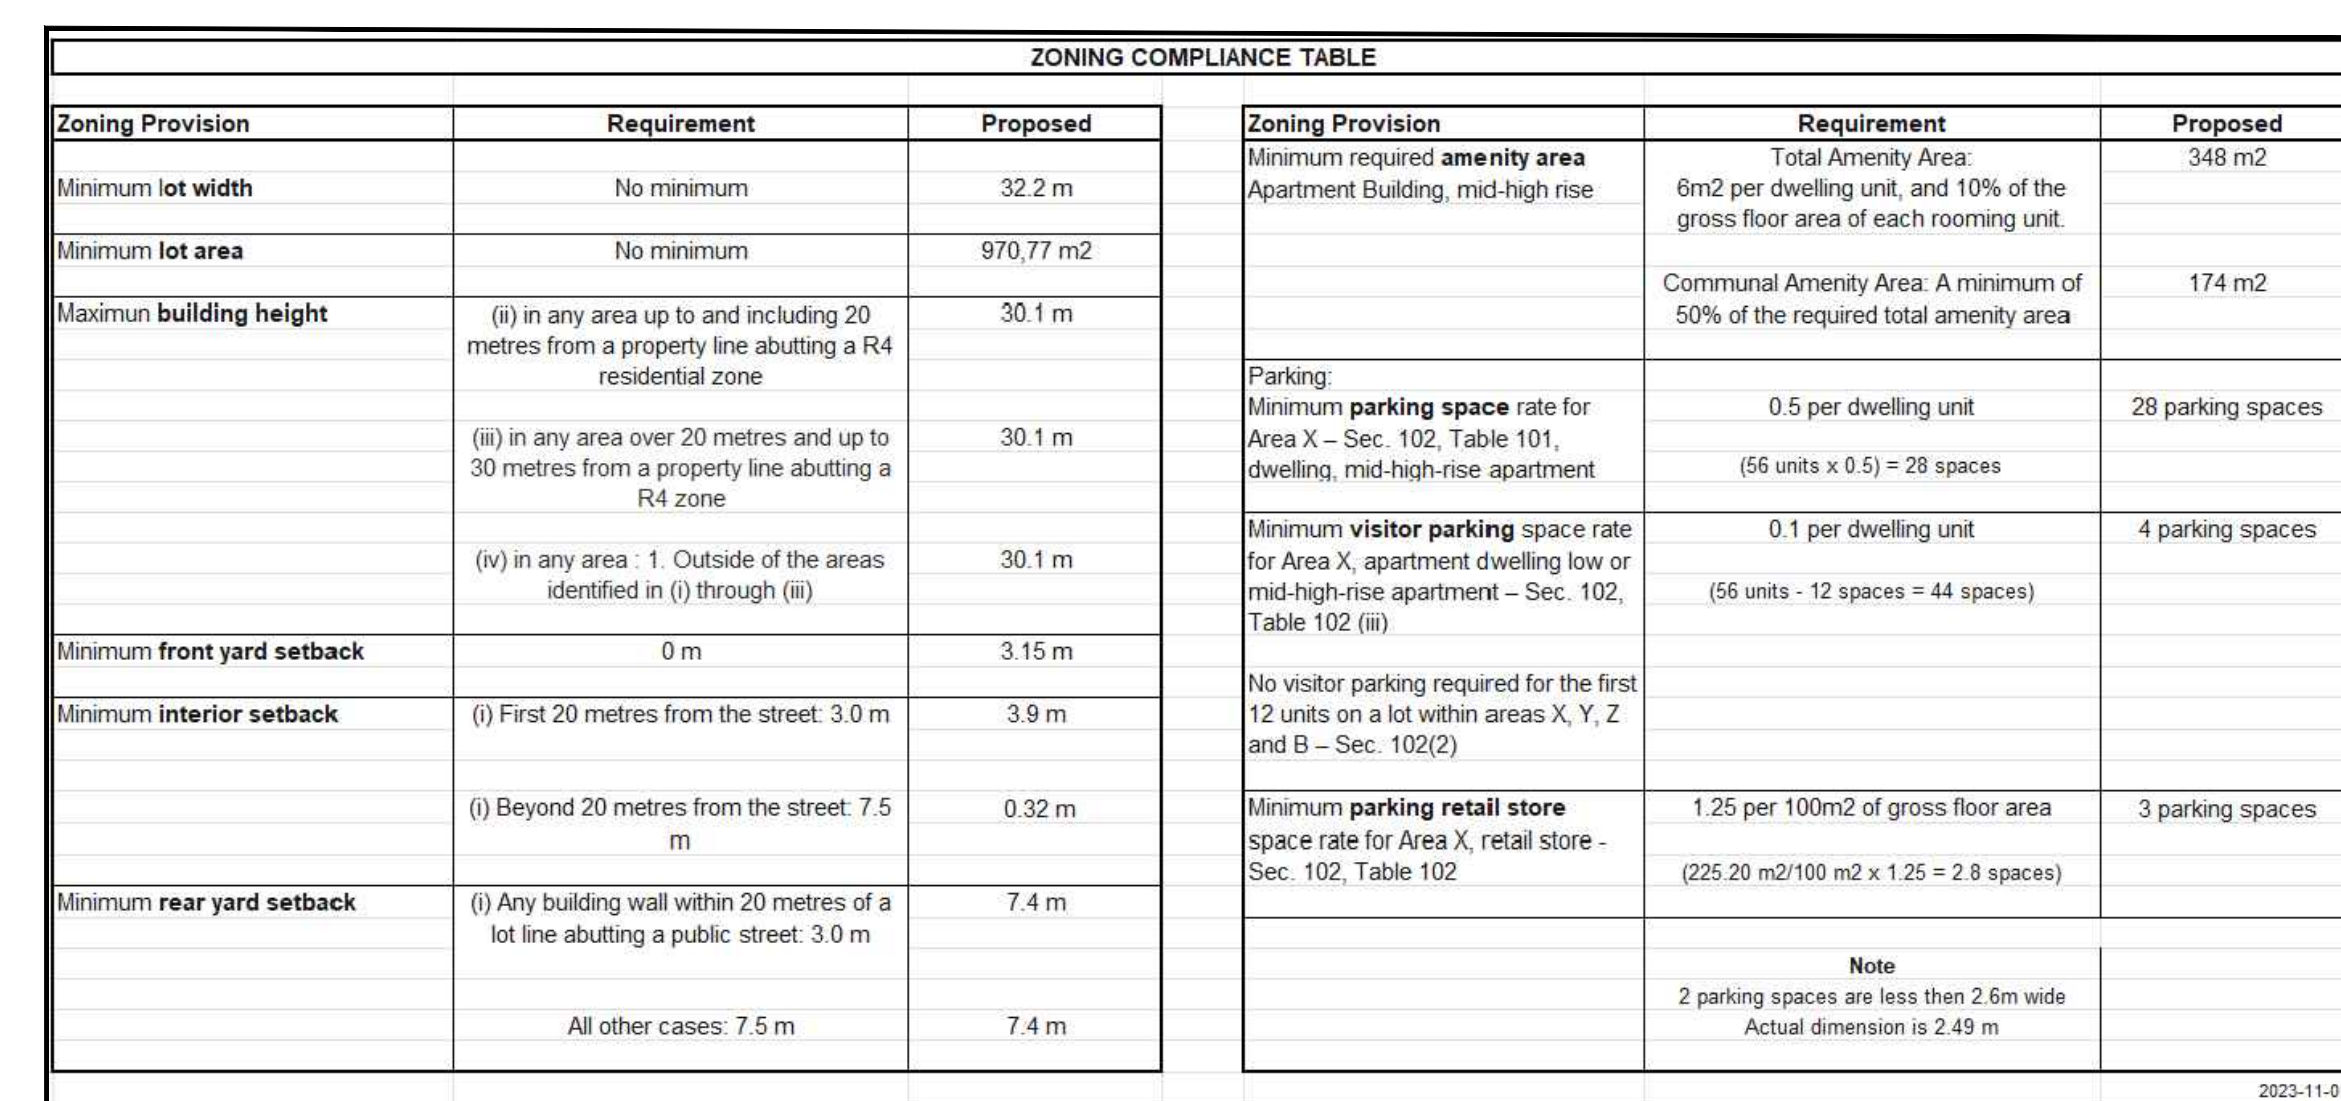 ZONING COMPLIANCE TABLE
Zoning Provision Requirement Proposed
Minimum lot width No minimum 32.2 m
Minimum lot area No minimum 970,77 m2
Maximun building height (ii) in any area up to and including 20 30.1 m
metres from a property line abutting a R4
residential zone
(iii) in any area over 20 metres and up to 30.1 m
30 metres from a property line abutting a
R4 zone
(iv) in any area : 1. Outside of the areas 30.1 m
identified in (i) through (iii)
Minimum front yard setback 0 m 3.15 m
Minimum interior setback (i) First 20 metres from the street: 3.0 m 3.9 m
(i) Beyond 20 metres from the street: 7.5 0.32 m
m
Minimum rear yard setback (i) Any building wall within 20 metres of a 7.4 m
lot line abutting a public street: 3.0 m
All other cases: 7.5 m 7.4 m
Zoning Provision Requirement Proposed
Minimum required amenity area Total Amenity Area: 348 m2
Apartment Building, mid-high rise 6m2 per dwelling unit, and 10% of the
gross floor area of each rooming unit.
Communal Amenity Area: A minimum of 174 m2
50% of the required total amenity area
Parking:
Minimum parking space rate for 0.5 per dwelling unit 28 parking spaces
Area X – Sec. 102, Table 101,
dwelling, mid-high-rise apartment (56 units x 0.5) = 28 spaces
Minimum visitor parking space rate 0.1 per dwelling unit 4 parking spaces
for Area X, apartment dwelling low or
mid-high-rise apartment – Sec. 102, (56 units - 12 spaces = 44 spaces)
Table 102 (iii)
No visitor parking required for the first
12 units on a lot within areas X, Y, Z
and B – Sec. 102(2)
Minimum parking retail store 1.25 per 100m2 of gross floor area 3 parking spaces
space rate for Area X, retail store -
Sec. 102, Table 102 (225.20 m2/100 m2 x 1.25 = 2.8 spaces)
Note
2 parking spaces are less then 2.6m wide
Actual dimension is 2.49 m
2023-11-0